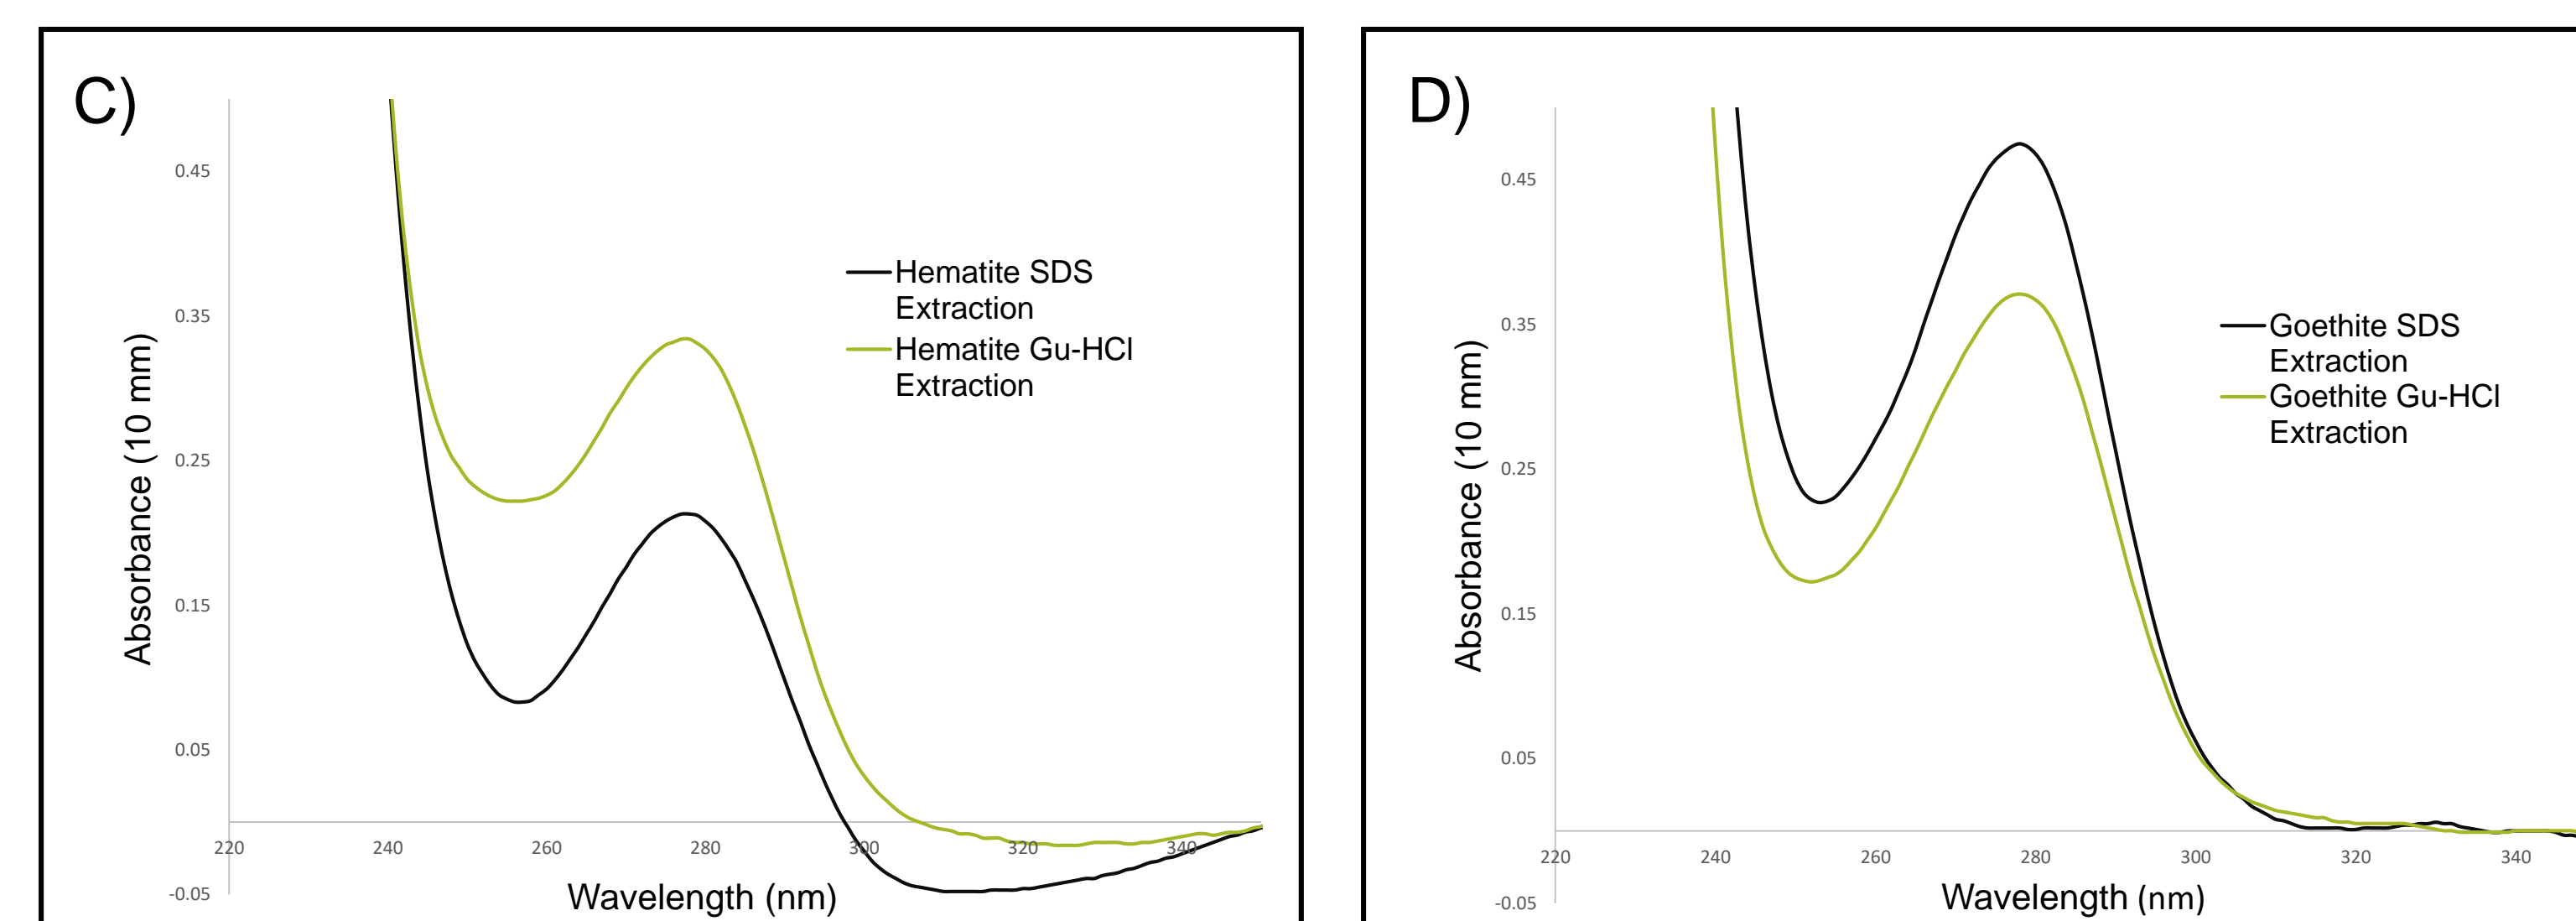 C)
0.45
0.35
0.25
0.15
0.05
-0.05
Absorbance (10 mm)
220 240 260 280 300 320 340
Wavelength (nm)
Hematite SDS
Extraction
Hematite Gu-HCl
Extraction
D)
0.45
0.35
0.25
0.15
0.05
-0.05
Absorbance (10 mm)
220 240 260 280 300 320 340
Wavelength (nm)
Goethite SDS
Extraction
Goethite Gu-HCl
Extraction